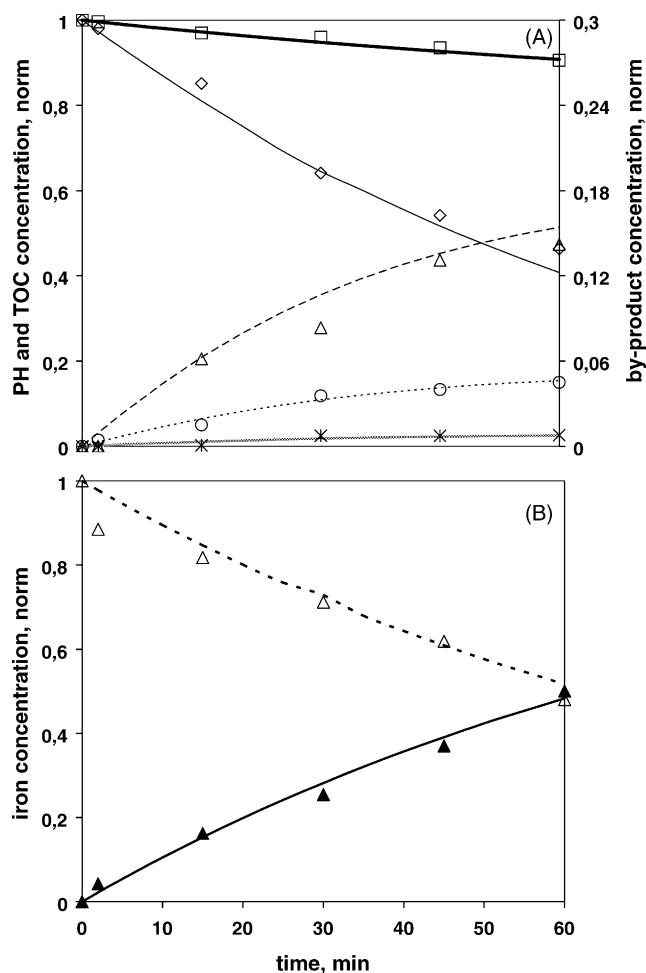 (A)
PH and TOC concentration, norm
1
0,8
0,6
0,4
0,2
0
0,3
0,24
0,18
0,12
0,06
0
by-product concentration, norm
(B)
iron concentration, norm
1
0,8
0,6
0,4
0,2
0
0 10 20 30 40 50 60
time, min